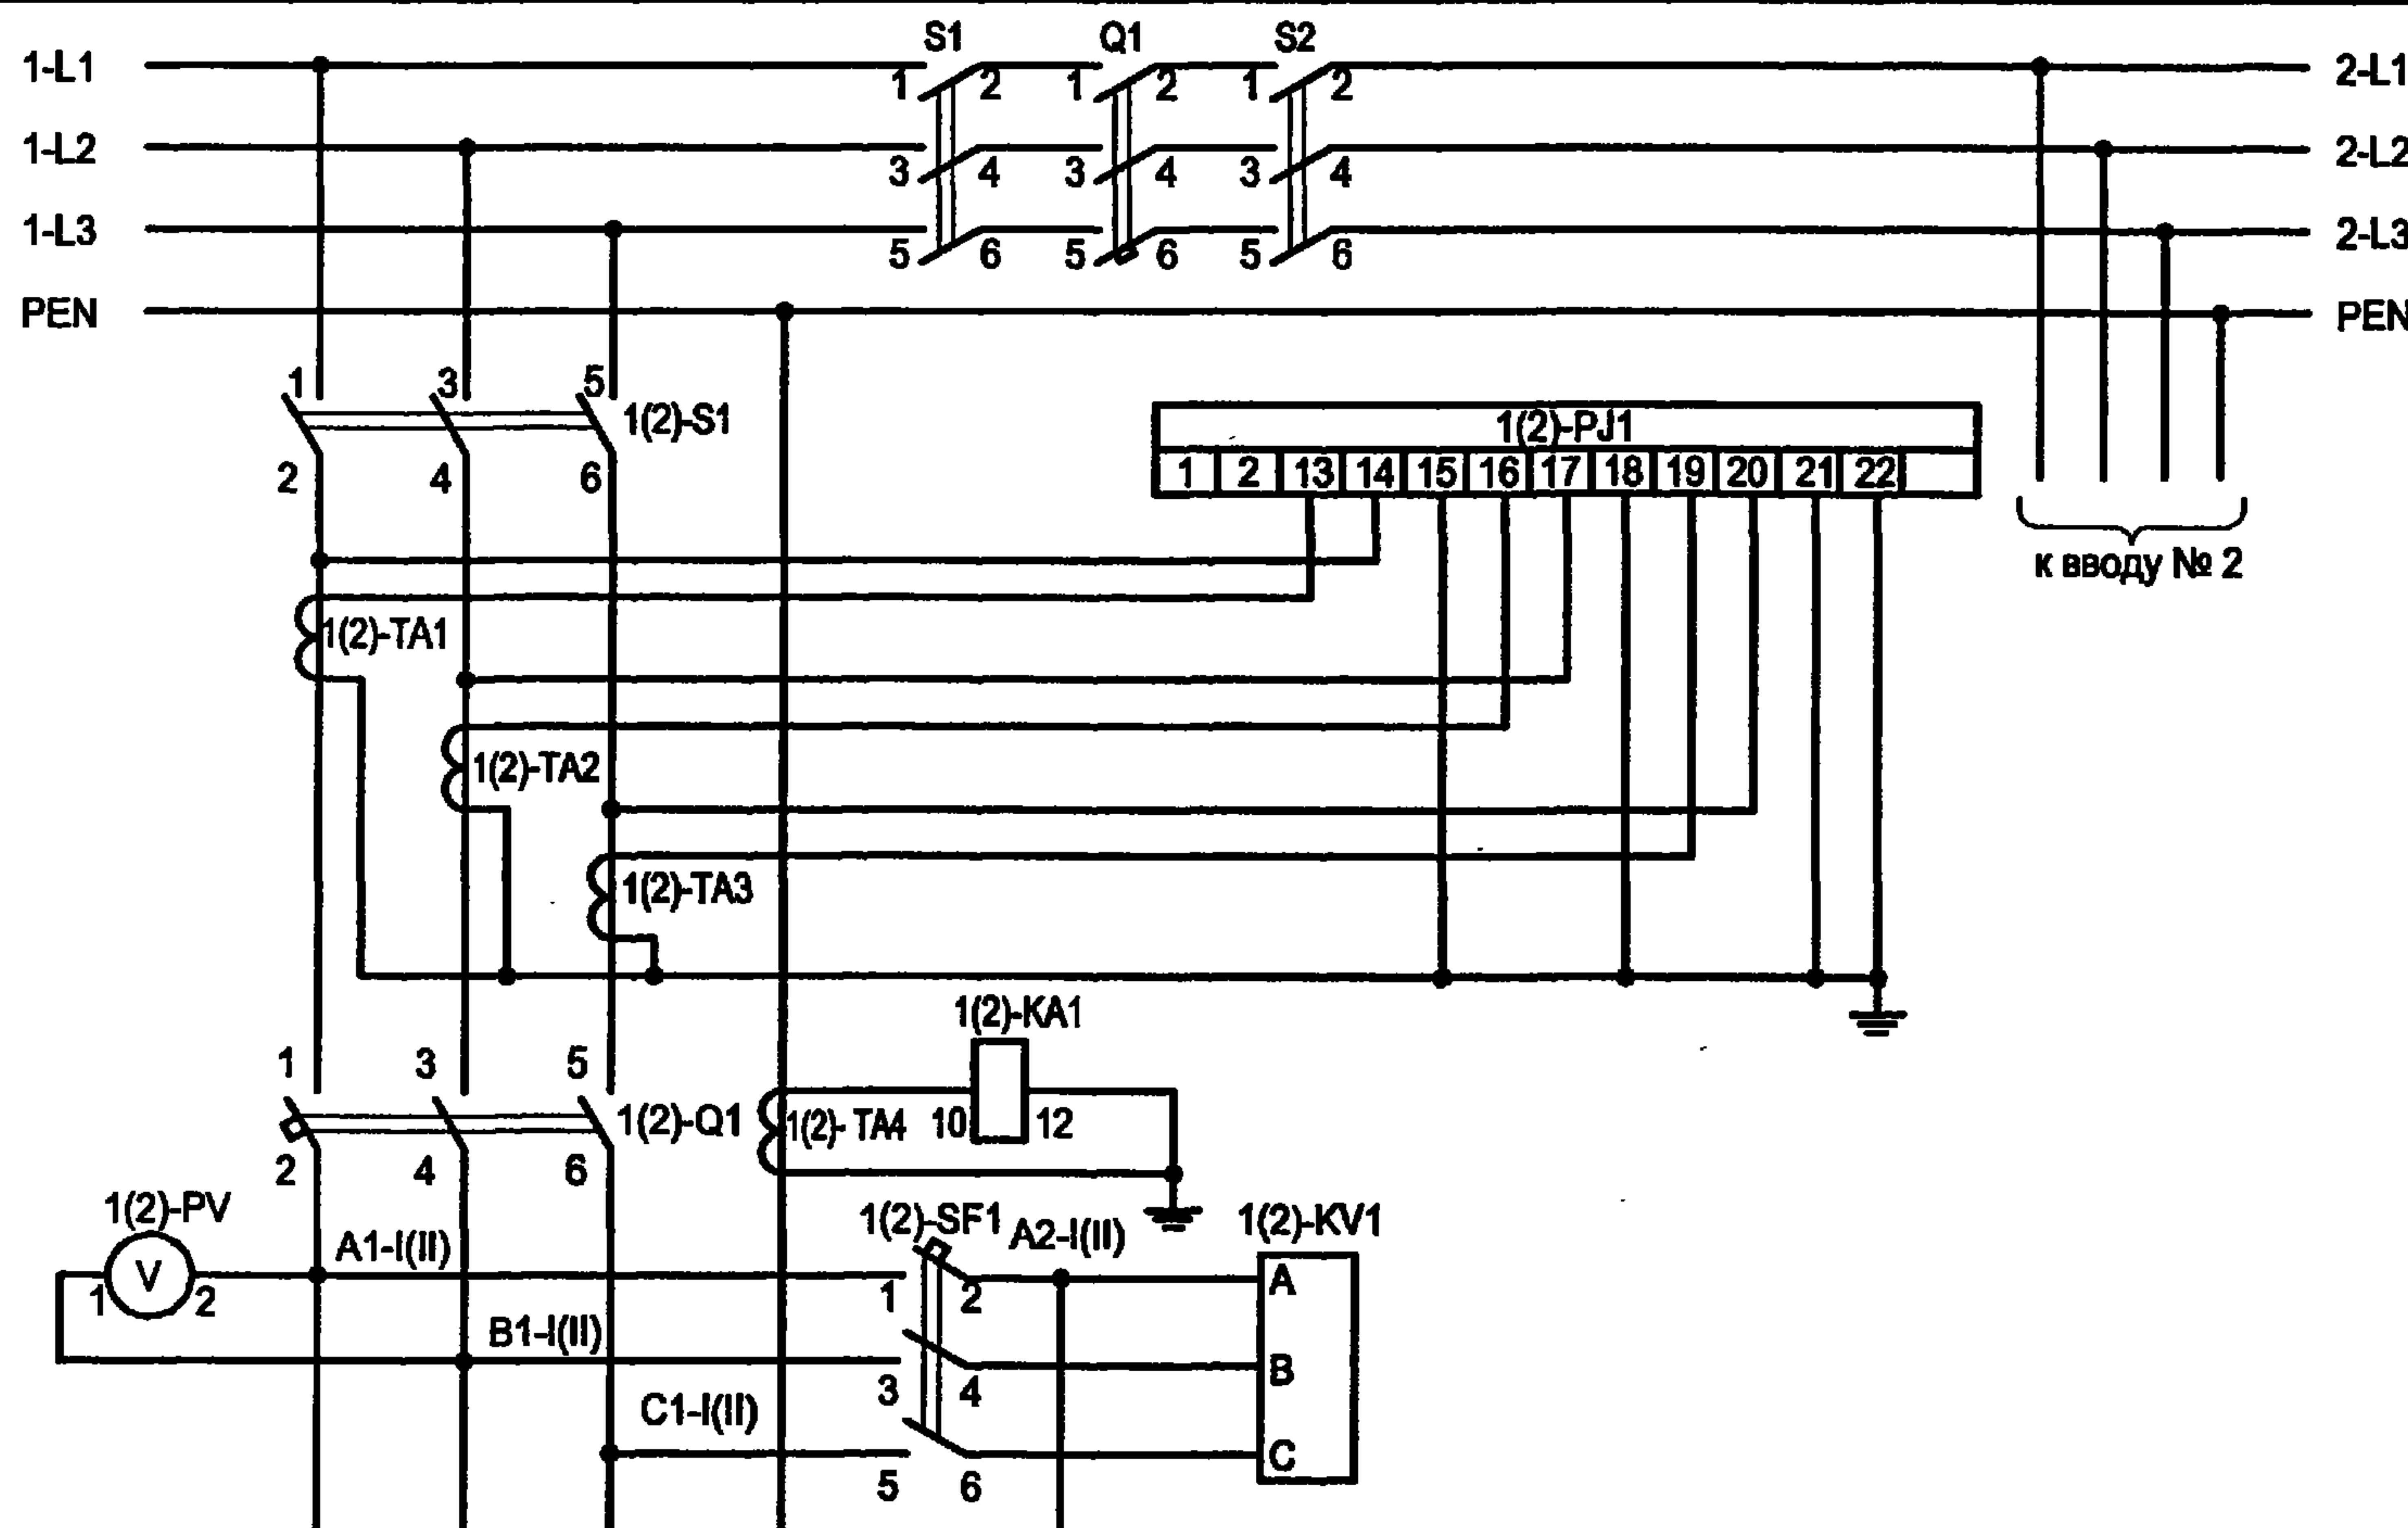 S1 Q1 S2
1-L1 1 2 1 2 1 2 2-L1
1-L2 3 4 3 4 3 4 2-L2
1-L3 5 6 5 6 5 6 2-L3
PEN PEN
1 3 5
1(2)-S1
2 4 6
1(2)-PJ1
1 2 13 14 15 16 17 18 19 20 21 22
к вводу № 2
1(2)-TA1
1(2)-TA2
1(2)-TA3
1(2)-KA1
1 3 5
1(2)-Q1
1(2)- TA4 10 12
2 4 6
1(2)-PV
1(2)-SF1 A2-I(II) 1(2)-KV1
A1-I(II)
V
1 2 1 2 A
B1-I(II)
3 4 B
C1-I(II)
5 6 C